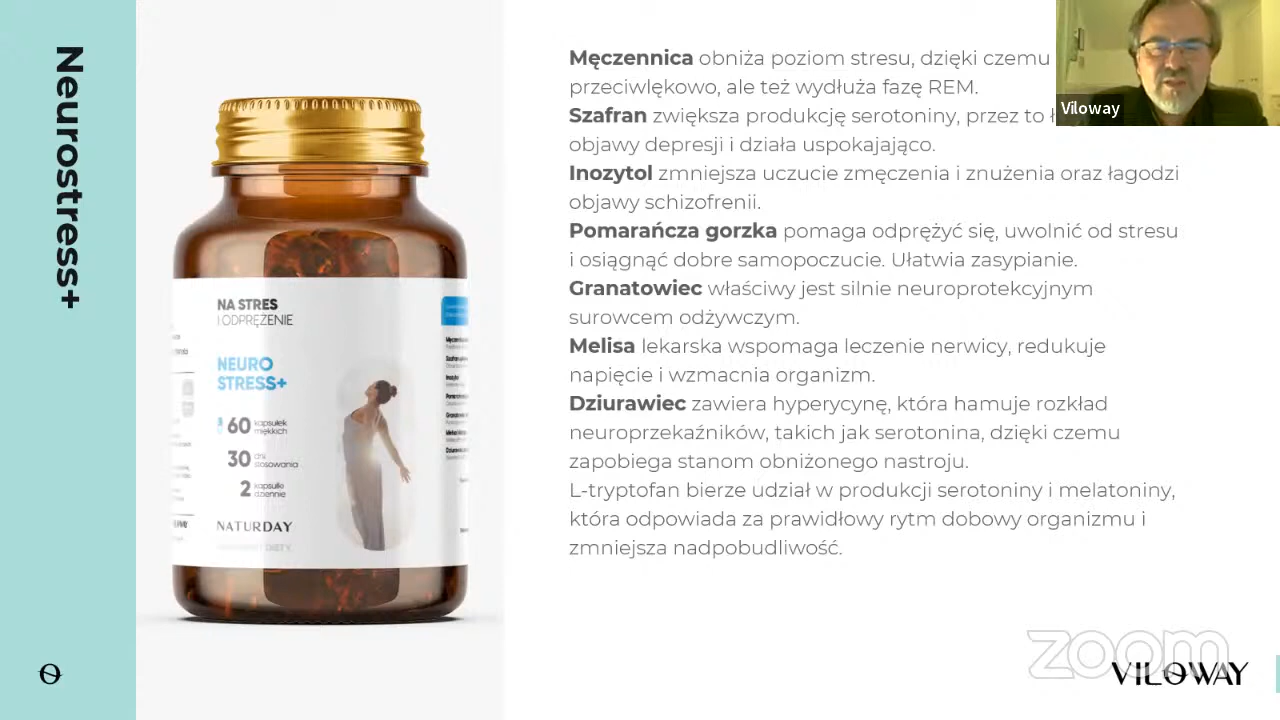 Neurostress+
NA STRES
I ODPRĘŻENIE
NEURO
STRESS+
60 kapsułek
miękkich
30 dni
stosowania
2 kapsułki
dziennie
NATURDAY
Męczennica obniża poziom stresu, dzięki czemu
przeciwlękowo, ale też wydłuża fazę REM.
Szafran zwiększa produkcję serotoniny, przez to
objawy depresji i działa uspokajająco.
Inozytol zmniejsza uczucie zmęczenia i znużenia oraz łagodzi
objawy schizofrenii.
Pomarańcza gorzka pomaga odprężyć się, uwolnić od stresu
i osiągnąć dobre samopoczucie. Ułatwia zasypianie.
Granatowiec właściwy jest silnie neuroprotekcyjnym
surowcem odżywczym.
Melisa lekarska wspomaga leczenie nerwicy, redukuje
napięcie i wzmacnia organizm.
Dziurawiec zawiera hyperycynę, która hamuje rozkład
neuroprzekaźników, takich jak serotonina, dzięki czemu
zapobiega stanom obniżonego nastroju.
L-tryptofan bierze udział w produkcji serotoniny i melatoniny,
która odpowiada za prawidłowy rytm dobowy organizmu i
zmniejsza nadpobudliwość.
Viloway
zoom
VILOWAY